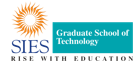 SIES
Graduate School of
Technology
RISE WITH EDUCATION